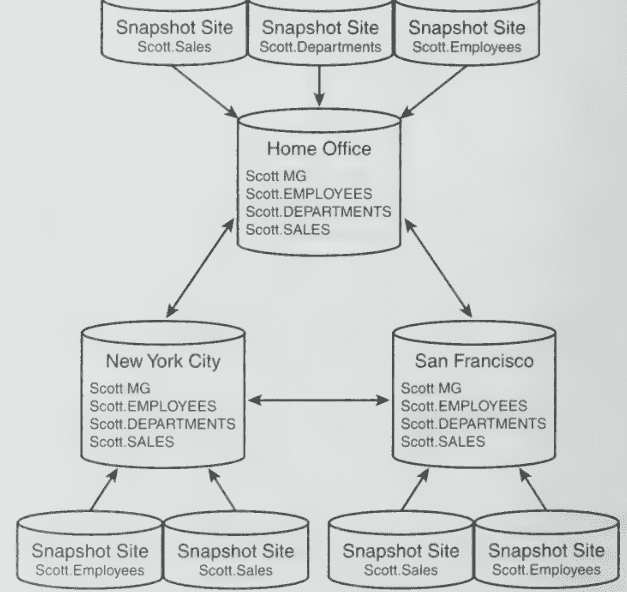 Snapshot Site
Scott.Sales
Snapshot Site
Scott.Departments
Snapshot Site
Scott.Employees
Home Office
Scott MG
Scott.EMPLOYEES
Scott.DEPARTMENTS
Scott.SALES
New York City
Scott MG
Scott.EMPLOYEES
Scott.DEPARTMENTS
Scott.SALES
San Francisco
Scott MG
Scott.EMPLOYEES
Scott.DEPARTMENTS
Scott.SALES
Snapshot Site
Scott.Employees
Snapshot Site
Scott.Sales
Snapshot Site
Scott.Sales
Snapshot Site
Scott.Employees